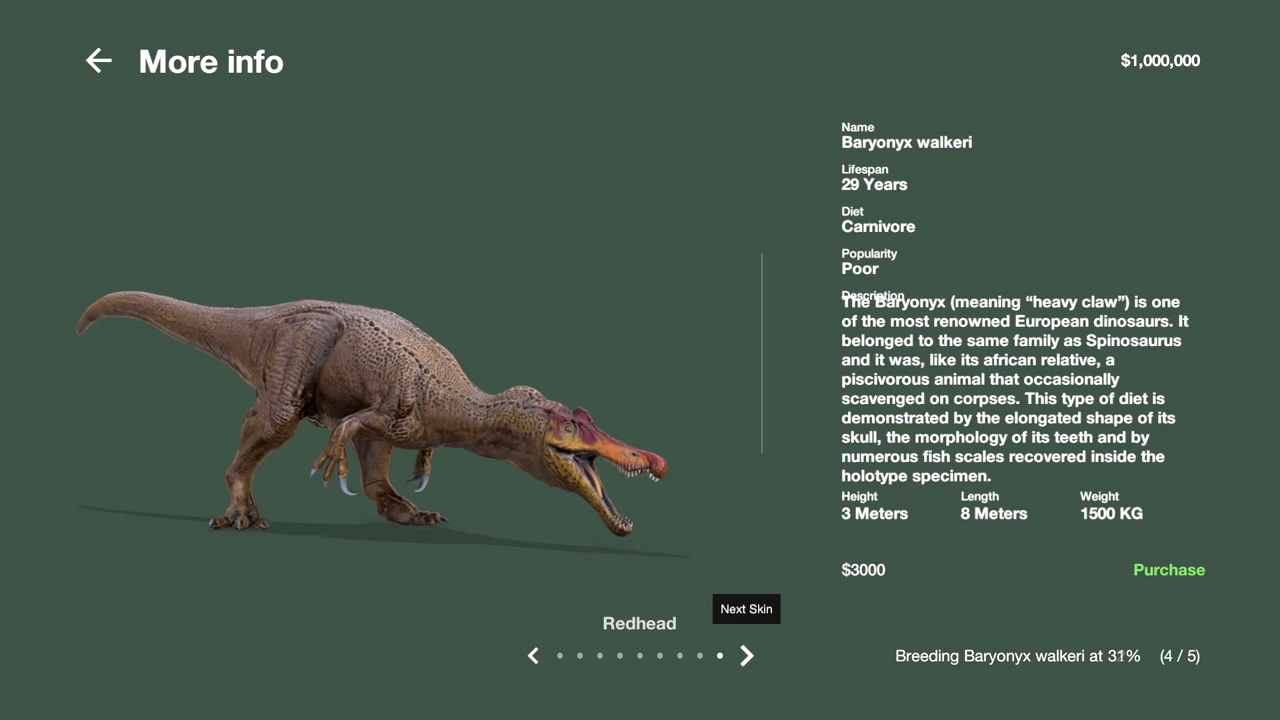 More info
$1,000,000
Name
Baryonyx walkeri
Lifespan
29 Years
Diet
Carnivore
Popularity
Poor
Description
The Baryonyx (meaning “heavy claw”) is one
of the most renowned European dinosaurs. It
belonged to the same family as Spinosaurus
and it was, like its african relative, a
piscivorous animal that occasionally
scavenged on corpses. This type of diet is
demonstrated by the elongated shape of its
skull, the morphology of its teeth and by
numerous fish scales recovered inside the
holotype specimen.
Height Length Weight
3 Meters 8 Meters 1500 KG
$3000 Purchase
Next Skin
Redhead
Breeding Baryonyx walkeri at 31% (4 / 5)